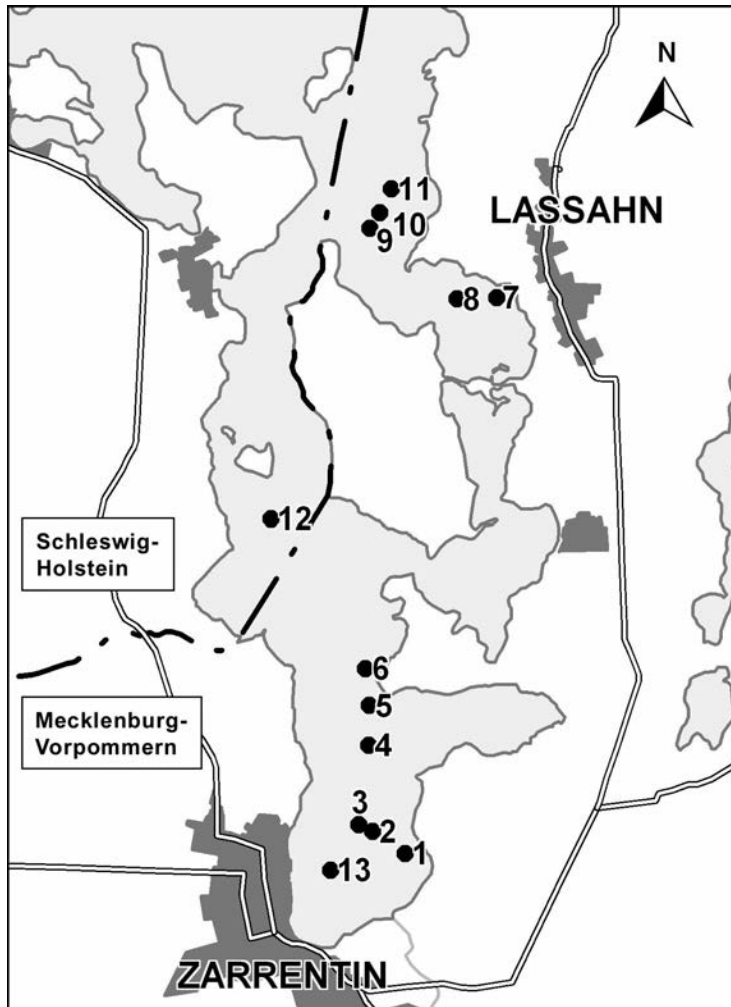 N
11
LASSAHN
10
9
8
7
12
Schleswig-
Holstein
6
5
Mecklenburg-
Vorpommern
4
3
2
1
13
ZARRENTIN